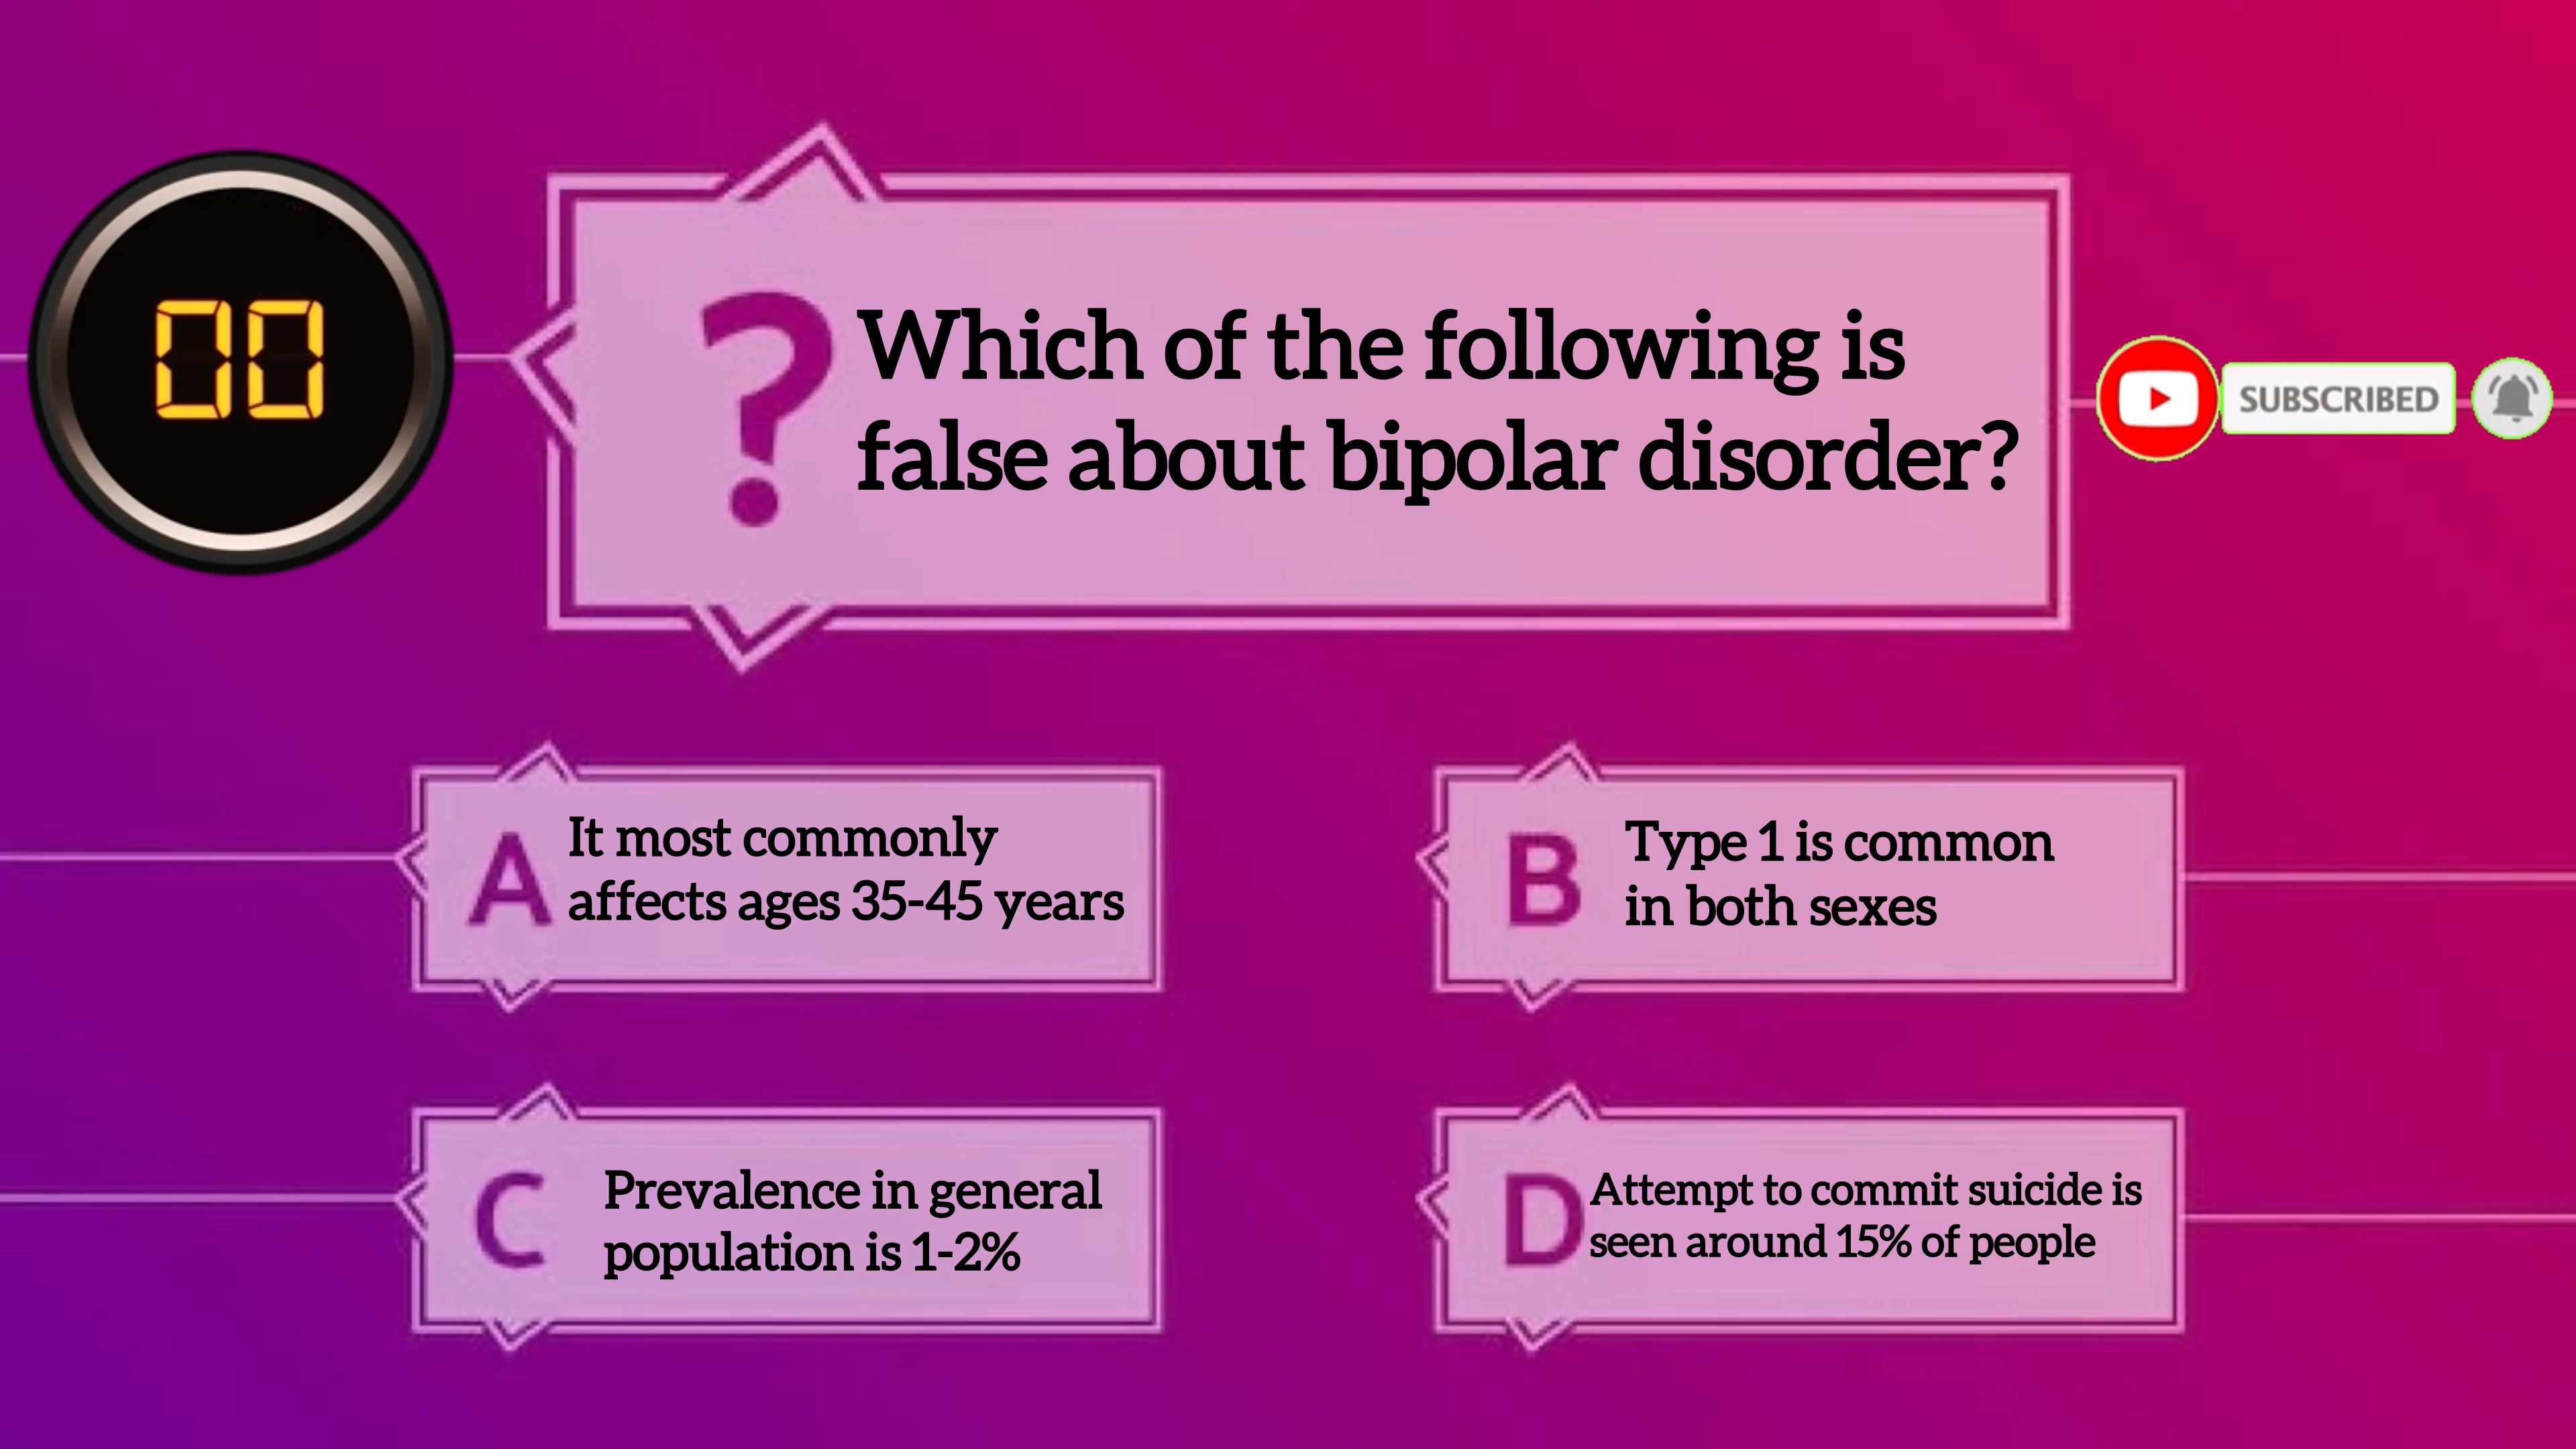 00
?
Which of the following is
false about bipolar disorder?
SUBSCRIBED
A
It most commonly
affects ages 35-45 years
B
Type 1 is common
in both sexes
C
Prevalence in general
population is 1-2%
D
Attempt to commit suicide is
seen around 15% of people